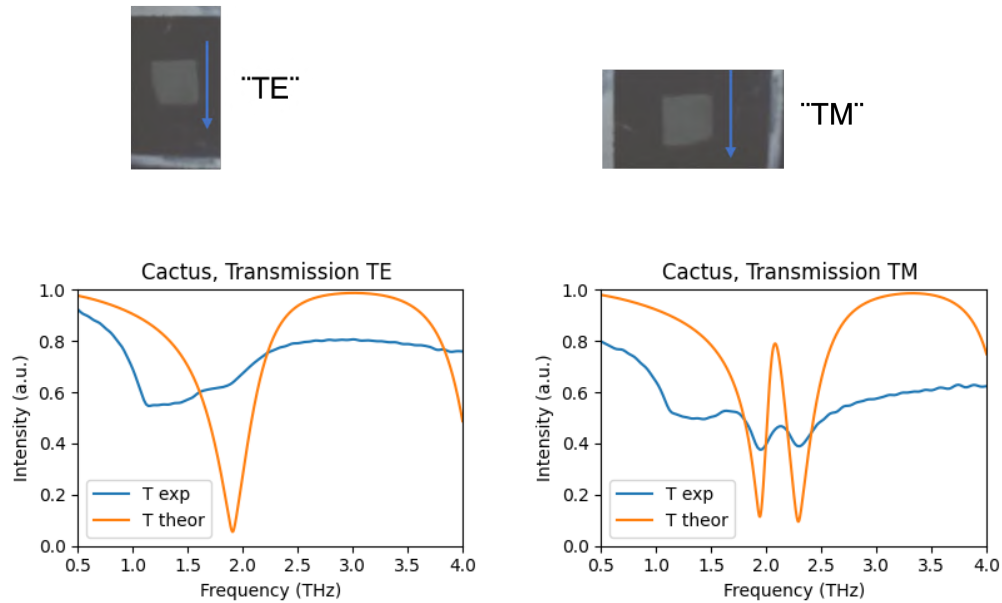 ¨TE¨
¨TM¨
Cactus, Transmission TE
1.0
0.8
0.6
0.4
0.2
0.0
Intensity (a.u.)
T exp
T theor
0.5 1.0 1.5 2.0 2.5 3.0 3.5 4.0
Frequency (THz)
Cactus, Transmission TM
1.0
0.8
0.6
0.4
0.2
0.0
Intensity (a.u.)
T exp
T theor
0.5 1.0 1.5 2.0 2.5 3.0 3.5 4.0
Frequency (THz)